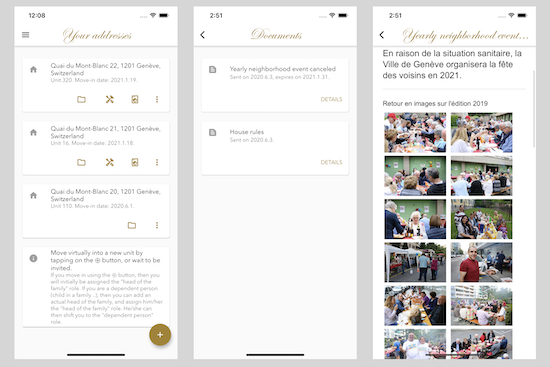 12:08
Your addresses
Quai du Mont-Blanc 22, 1201 Genève,
Switzerland
Unit 320. Move-in date: 2021.1.19.
Quai du Mont-Blanc 21, 1201 Genève,
Switzerland
Unit 16. Move-in date: 2021.1.18.
Quai du Mont-Blanc 20, 1201 Genève,
Switzerland
Unit 110. Move-in date: 2020.6.1.
Move virtually into a new unit by
tapping on the ⊕ button, or wait to be
invited.
If you move in using the ⊕ button, then you
will initially be assigned the "head of the
family" role. If you are a dependent person
(child in a family ...), then you can add an
actual head of the family, and assign him/her
the "head of the family" role. He/she can
then shift you to the "dependent person"
role.
2:51
Documents
Yearly neighborhood event canceled
Sent on 2020.6.3, expires on 2021.1.31.
DETAILS
House rules
Sent on 2020.6.3.
DETAILS
2:51
Yearly neighborhood event...
En raison de la situation sanitaire, la
Ville de Genève organisera la fête
des voisins en 2021.
Retour en images sur l'édition 2019